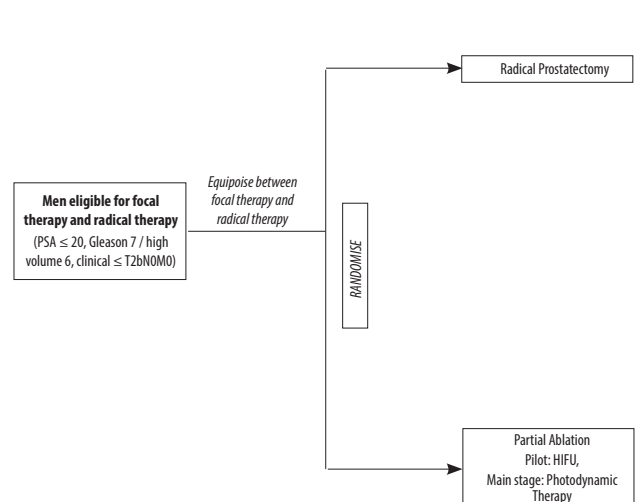 Radical Prostatectomy
Equipoise between
focal therapy and
radical therapy
Men eligible for focal
therapy and radical therapy
(PSA ≤ 20, Gleason 7 / high
volume 6, clinical ≤ T2bN0M0)
RANDOMISE
Partial Ablation
Pilot: HIFU,
Main stage: Photodynamic
Therapy